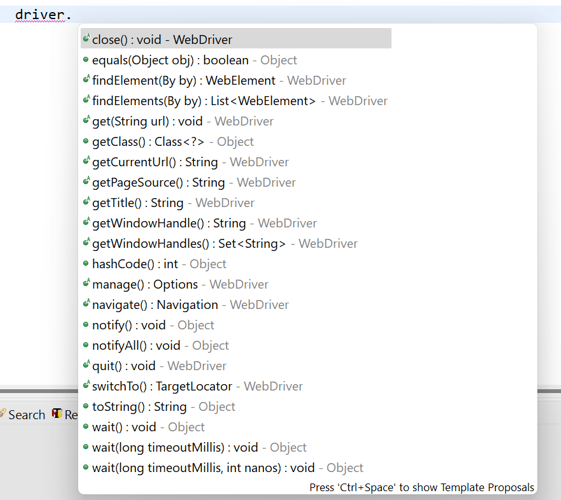 driver.
close() : void - WebDriver
equals(Object obj) : boolean - Object
findElement(By by) : WebElement - WebDriver
findElements(By by) : List<WebElement> - WebDriver
get(String url) : void - WebDriver
getClass() : Class<?> - Object
getCurrentUrl() : String - WebDriver
getPageSource() : String - WebDriver
getTitle() : String - WebDriver
getWindowHandle() : String - WebDriver
getWindowHandles() : Set<String> - WebDriver
hashCode() : int - Object
manage() : Options - WebDriver
navigate() : Navigation - WebDriver
notify() : void - Object
notifyAll() : void - Object
quit() : void - WebDriver
switchTo() : TargetLocator - WebDriver
toString() : String - Object
wait() : void - Object
wait(long timeoutMillis) : void - Object
wait(long timeoutMillis, int nanos) : void - Object
Press 'Ctrl+Space' to show Template Proposals
Search Re